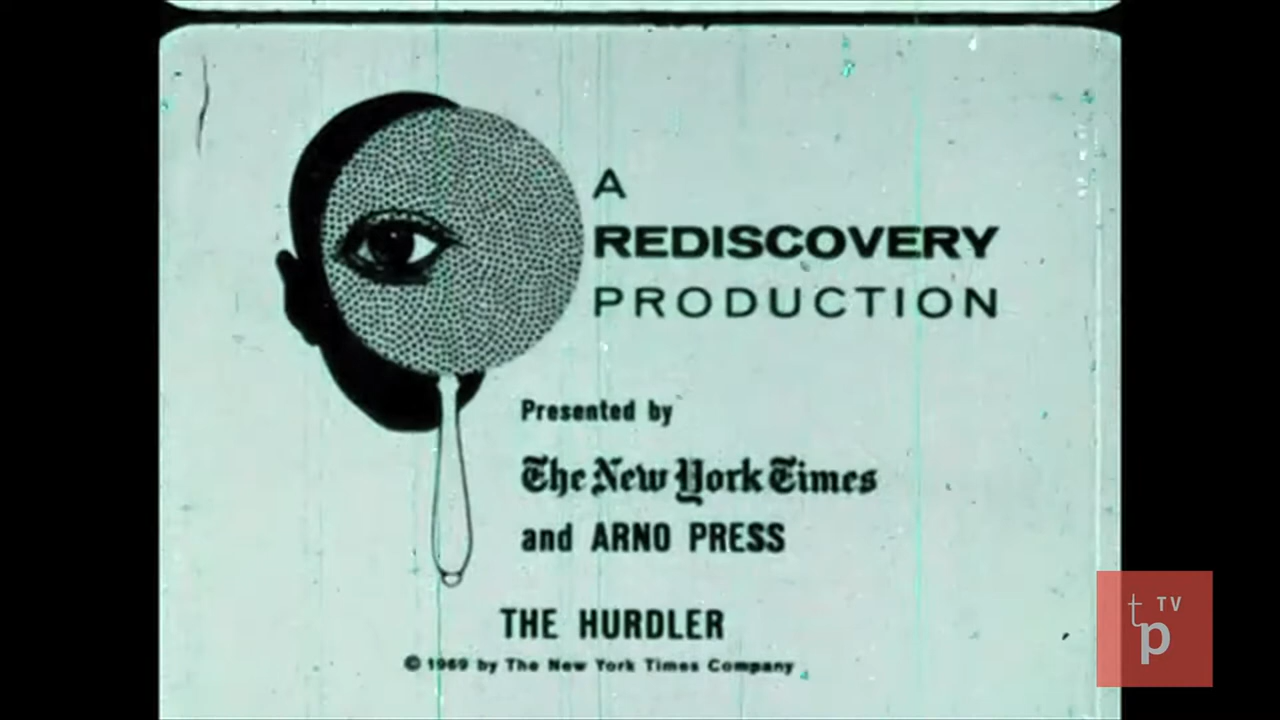 A
REDISCOVERY
PRODUCTION
Presented by
The New York Times
and ARNO PRESS
THE HURDLER
© 1969 by The New York Times Company
tp TV